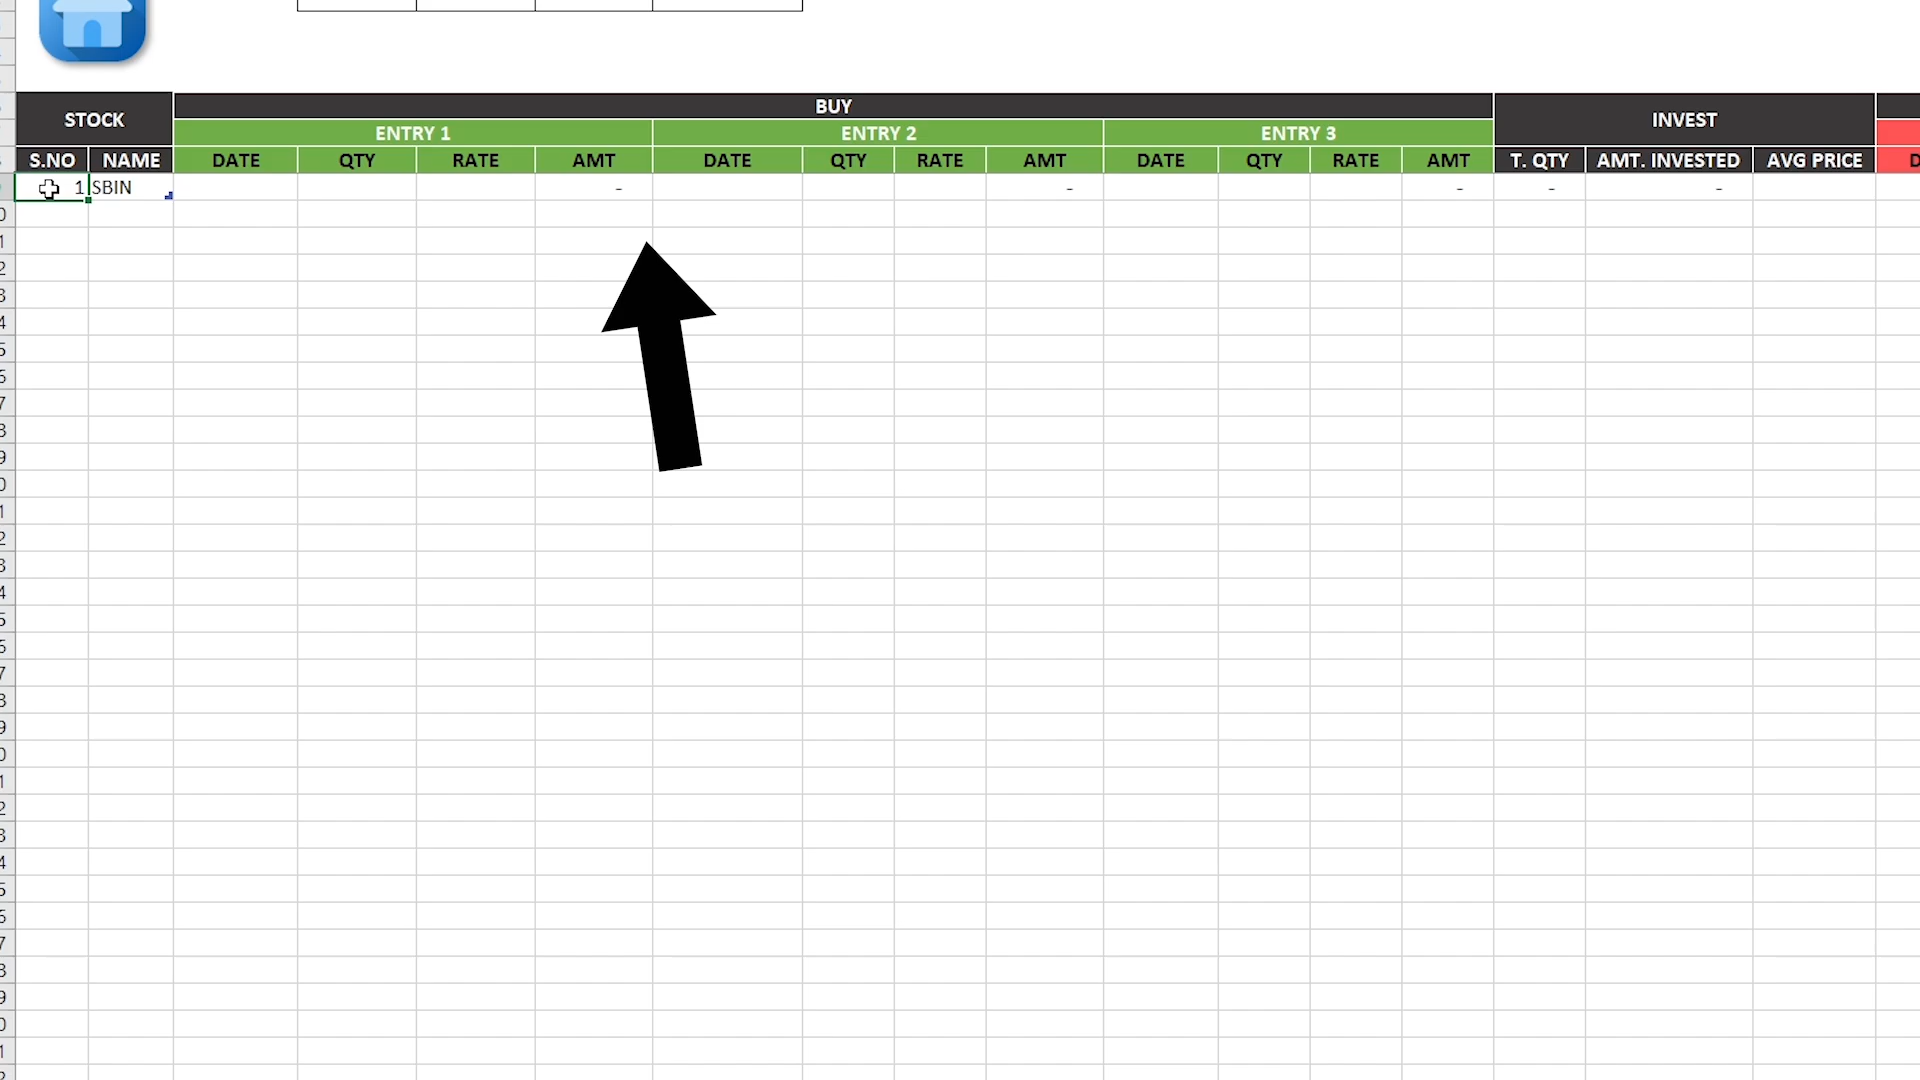 BUY
STOCK INVEST
ENTRY 1 ENTRY 2 ENTRY 3
S.NO NAME DATE QTY RATE AMT DATE QTY RATE AMT DATE QTY RATE AMT T. QTY AMT. INVESTED AVG PRICE
1 SBIN - - - - -